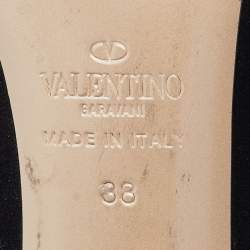 VALENTINO
GARAVANI
MADE IN ITALY
38